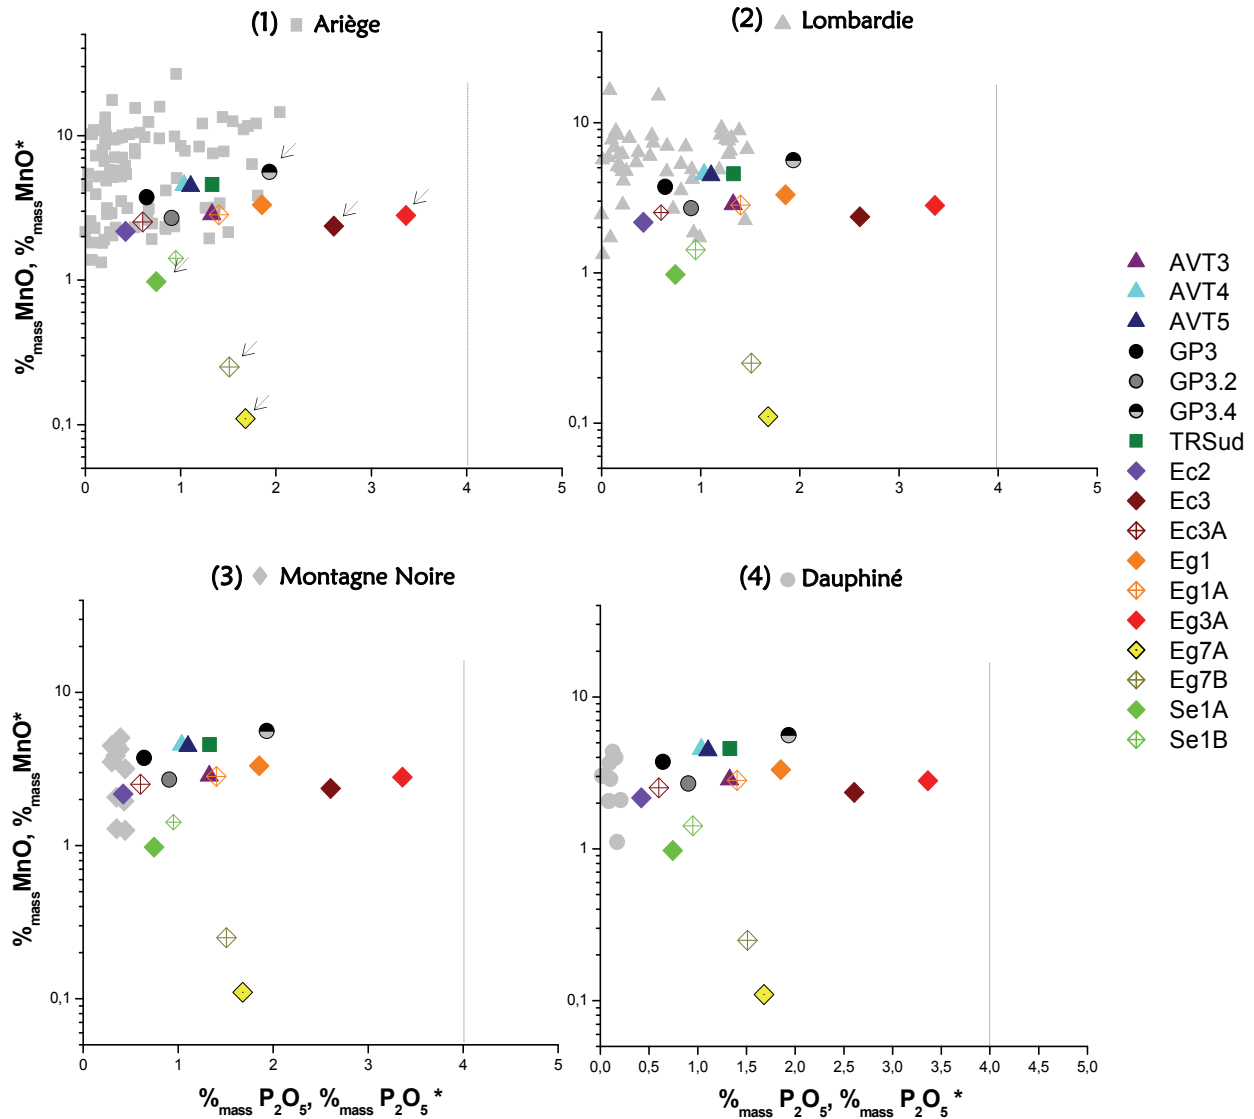 (1) Ariège
%mass MnO, %mass MnO*
10
1
0,1
0 1 2 3 4 5
(2) Lombardie
10
1
0,1
0 1 2 3 4 5
AVT3
AVT4
AVT5
GP3
GP3.2
GP3.4
TRSud
Ec2
Ec3
Ec3A
Eg1
Eg1A
Eg3A
Eg7A
Eg7B
Se1A
Se1B
(3) Montagne Noire
%mass MnO, %mass MnO*
10
1
0,1
0 1 2 3 4 5
%mass P2O5, %mass P2O5 *
(4) Dauphiné
10
1
0,1
0,0 0,5 1,0 1,5 2,0 2,5 3,0 3,5 4,0 4,5 5,0
%mass P2O5, %mass P2O5 *